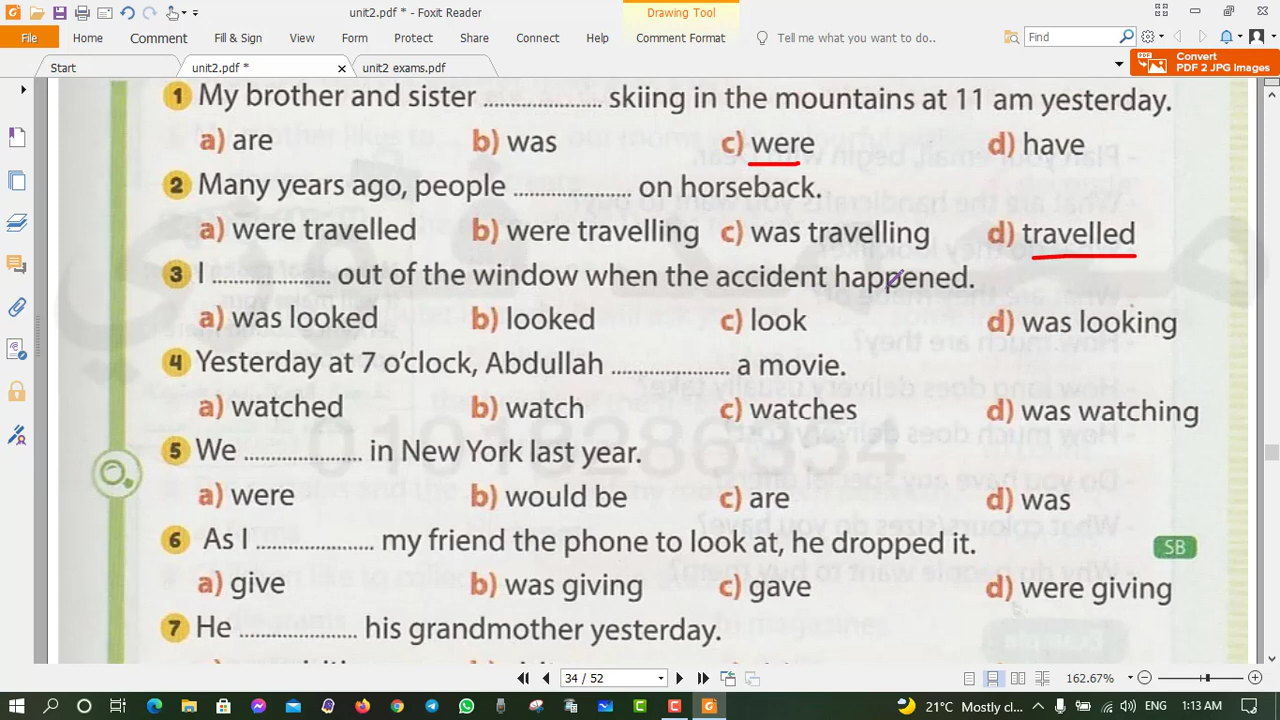 unit2.pdf * - Foxit Reader
Drawing Tool
File
Home
Comment
Fill & Sign
View
Form
Protect
Share
Connect
Help
Comment Format
Tell me what you want to do..
Find
Start
unit2.pdf *
unit2 exams.pdf
Convert
PDF 2 JPG Images
1 My brother and sister .................... Skiing in the mountains at 11 am yesterday.
a) are b) was c) were d) have
2 Many years ago, people .................... on horseback.
a) were travelled b) were travelling c) was travelling d) travelled
3 I .................... out of the window when the accident happened.
a) was looked b) looked c) look d) was looking
4 Yesterday at 7 o'clock, Abdullah .................... a movie.
a) watched b) watch c) watches d) was watching
5 We .................... in New York last year.
a) were b) would be c) are d) was
6 As I .................... my friend the phone to look at, he dropped it.
SB
a) give b) was giving c) gave d) were giving
7 He .................... his grandmother yesterday.
34 / 52
162.67%
21°C Mostly cl...
ENG
1:13 AM